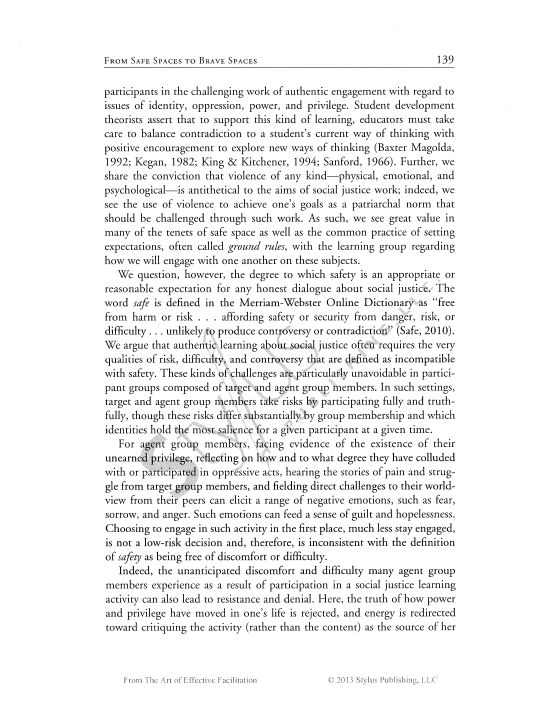 FROM SAFE SPACES TO BRAVE SPACES 139
participants in the challenging work of authentic engagement with regard to
issues of identity, oppression, power, and privilege. Student development
theorists assert that to support this kind of learning, educators must take
care to balance contradiction to a student's current way of thinking with
positive encouragement to explore new ways of thinking (Baxter Magolda,
1992; Kegan, 1982; King & Kitchener, 1994; Sanford, 1966). Further, we
share the conviction that violence of any kind—physical, emotional, and
psychological—is antithetical to the aims of social justice work; indeed, we
see the use of violence to achieve one's goals as a patriarchal norm that
should be challenged through such work. As such, we see great value in
many of the tenets of safe space as well as the common practice of setting
expectations, often called ground rules, with the learning group regarding
how we will engage with one another on these subjects.
We question, however, the degree to which safety is an appropriate or
reasonable expectation for any honest dialogue about social justice. The
word safe is defined in the Merriam-Webster Online Dictionary as "free
from harm or risk . . . affording safety or security from danger, risk, or
difficulty . . . unlikely to produce controversy or contradiction" (Safe, 2010).
We argue that authentic learning about social justice often requires the very
qualities of risk, difficulty, and controversy that are defined as incompatible
with safety. These kinds of challenges are particularly unavoidable in partici-
pant groups composed of target and agent group members. In such settings,
target and agent group members take risks by participating fully and truth-
fully, though these risks differ substantially by group membership and which
identities hold the most salience for a given participant at a given time.
For agent group members, facing evidence of the existence of their
unearned privilege, reflecting on how and to what degree they have colluded
with or participated in oppressive acts, hearing the stories of pain and strug-
gle from target group members, and fielding direct challenges to their world-
view from their peers can elicit a range of negative emotions, such as fear,
sorrow, and anger. Such emotions can feed a sense of guilt and hopelessness.
Choosing to engage in such activity in the first place, much less stay engaged,
is not a low-risk decision and, therefore, is inconsistent with the definition
of safety as being free of discomfort or difficulty.
Indeed, the unanticipated discomfort and difficulty many agent group
members experience as a result of participation in a social justice learning
activity can also lead to resistance and denial. Here, the truth of how power
and privilege have moved in one's life is rejected, and energy is redirected
toward critiquing the activity (rather than the content) as the source of her
From The Art of Effective Facilitation © 2013 Stylus Publishing, LLC